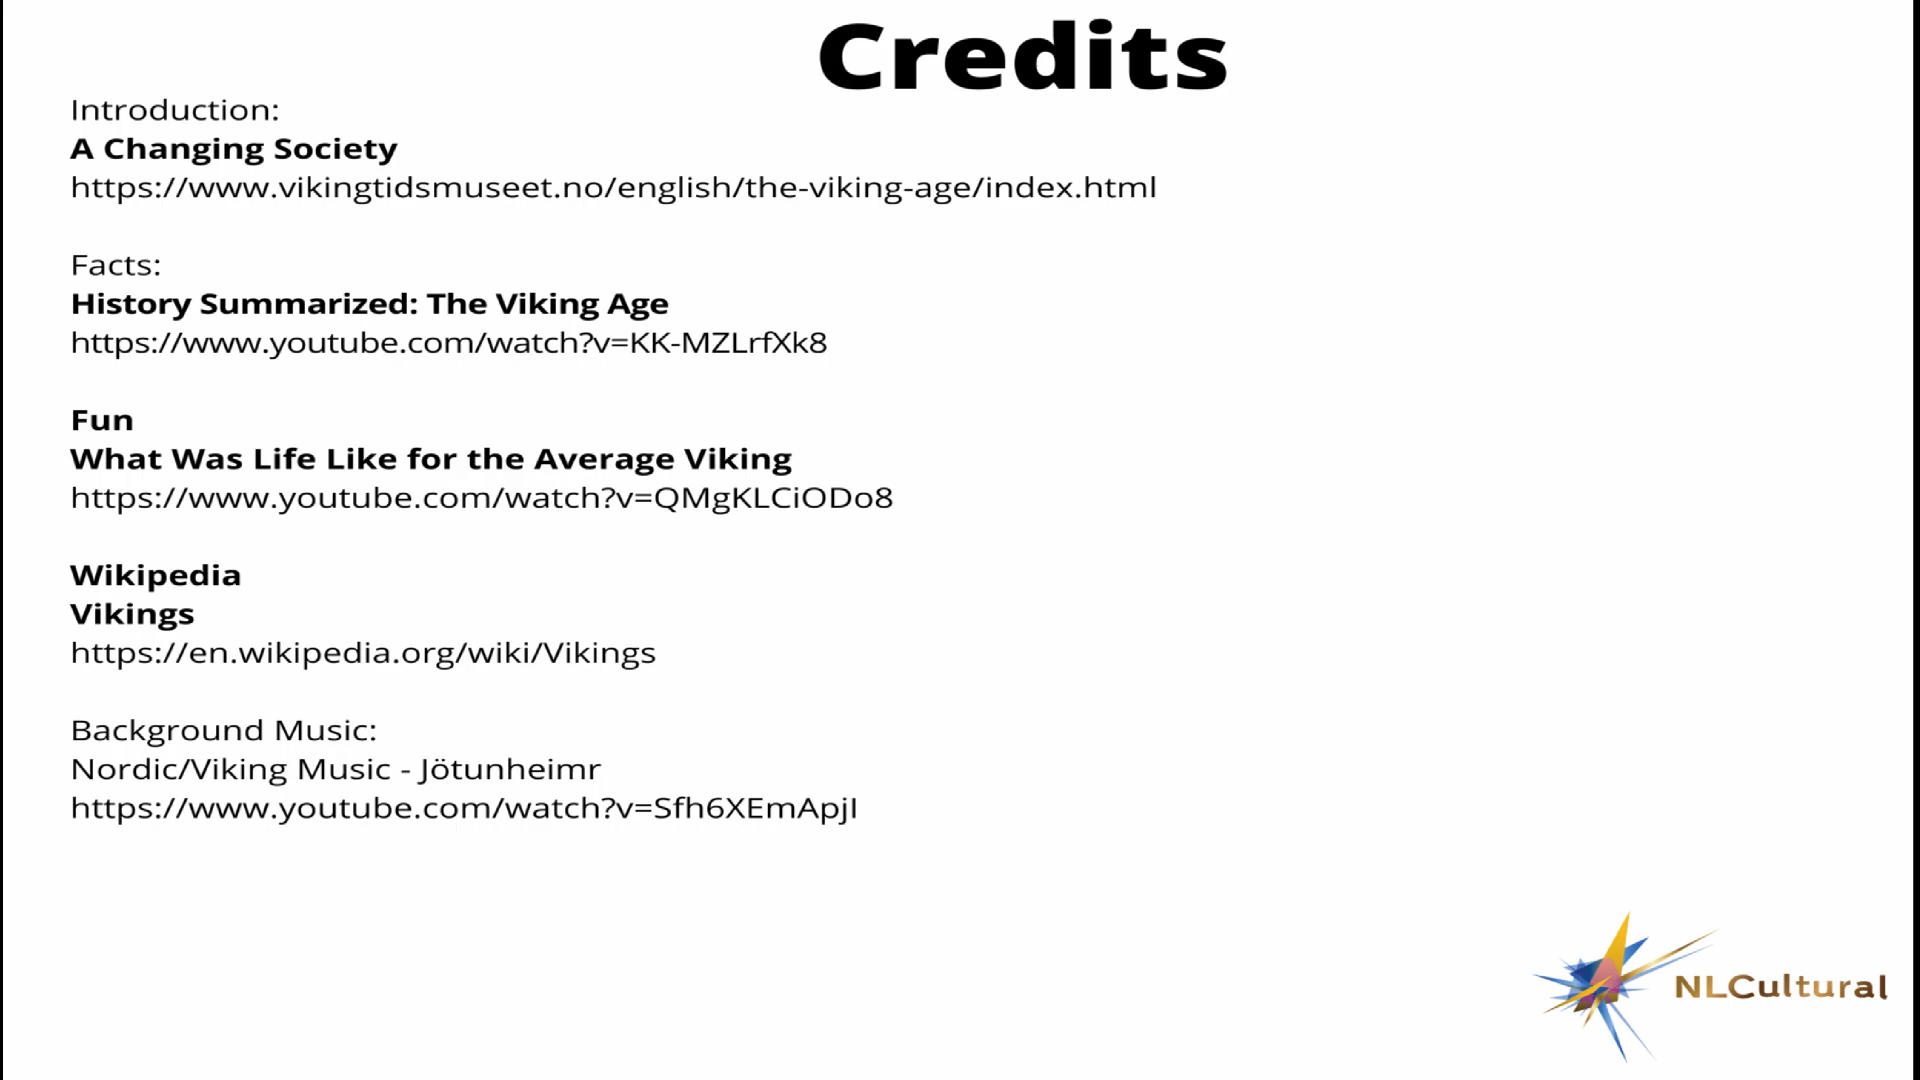 Credits
Introduction:
A Changing Society
https://www.vikingtidsmuseet.no/english/the-viking-age/index.html
Facts:
History Summarized: The Viking Age
https://www.youtube.com/watch?v=KK-MZLrfXk8
Fun
What Was Life Like for the Average Viking
https://www.youtube.com/watch?v=QMgKLCiODo8
Wikipedia
Vikings
https://en.wikipedia.org/wiki/Vikings
Background Music:
Nordic/Viking Music - Jötunheimr
https://www.youtube.com/watch?v=Sfh6XEmApjI
NLCultural